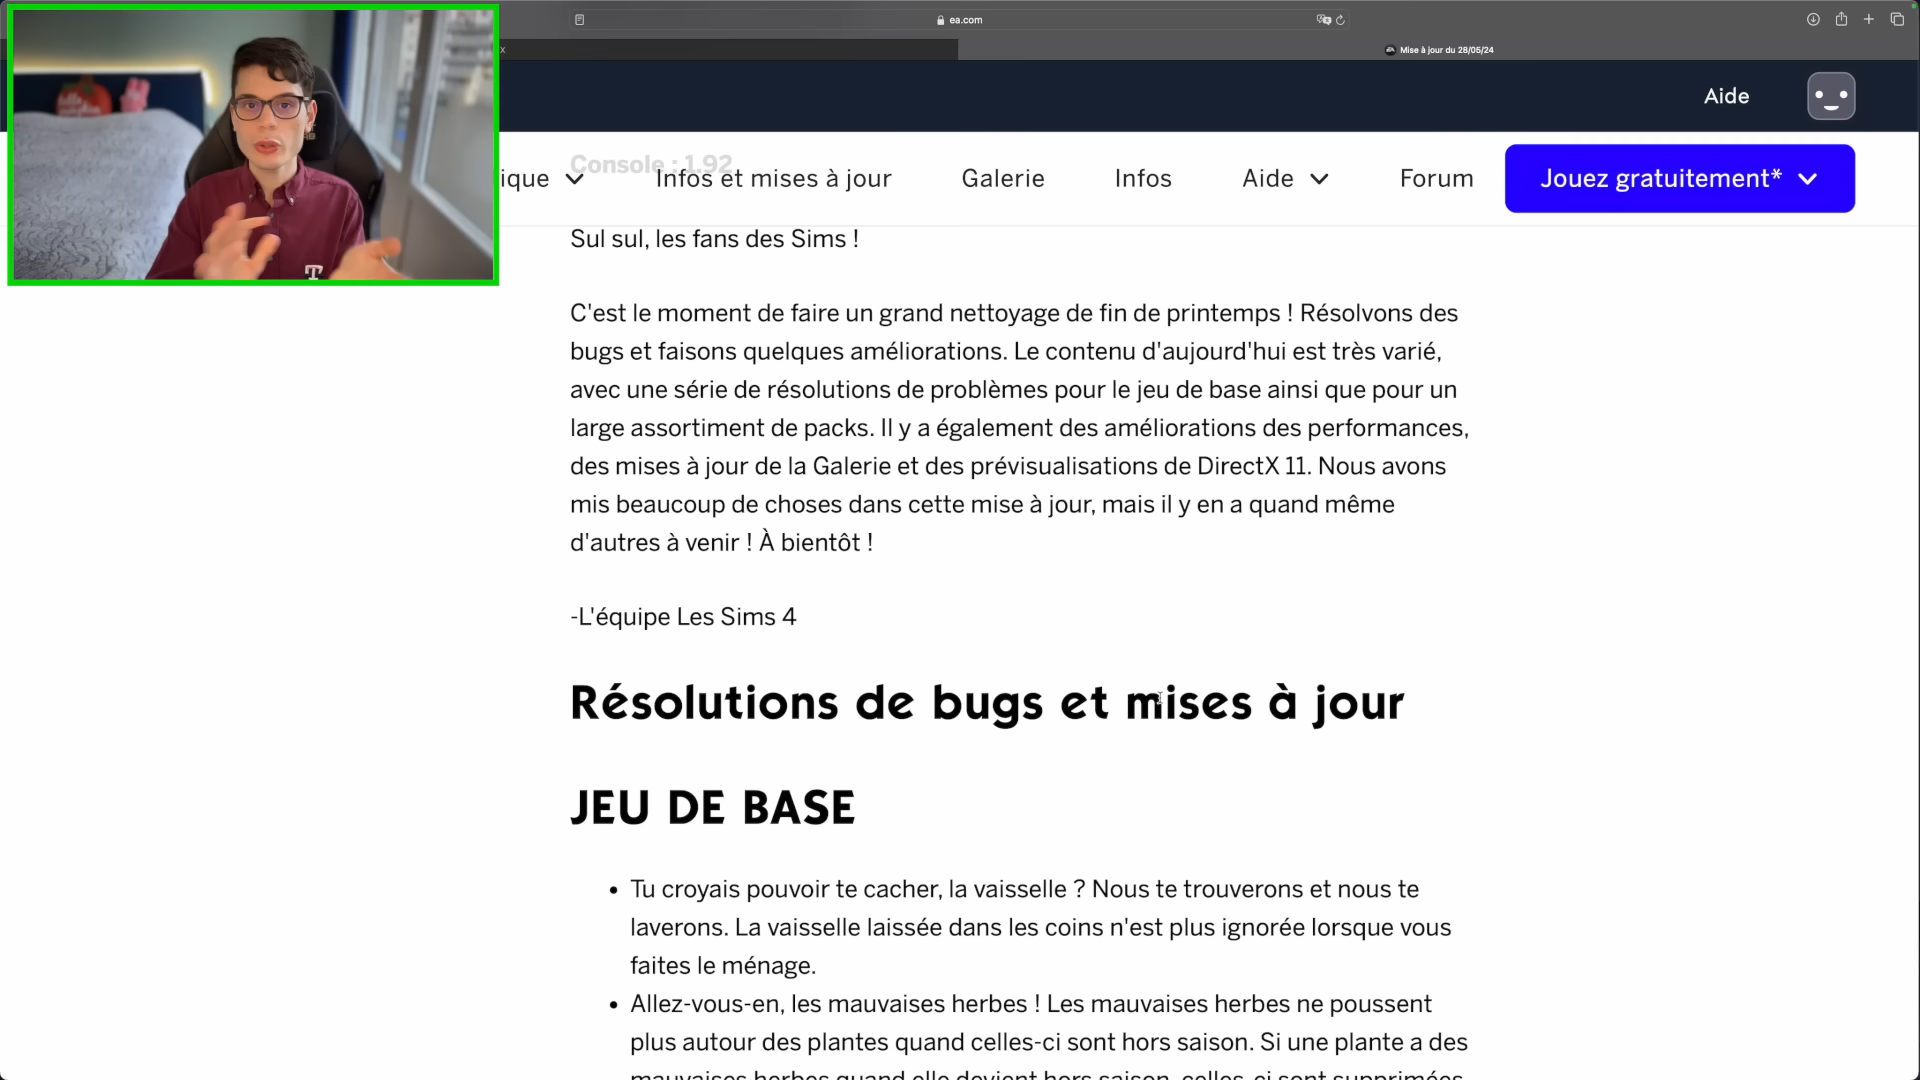 ea.com
x
Mise à jour du 28/05/24
Aide
Console : 1.92
ique
Infos et mises à jour
Galerie
Infos
Aide
Forum
Jouez gratuitement*
Sul sul, les fans des Sims !
C'est le moment de faire un grand nettoyage de fin de printemps ! Résolvons des
bugs et faisons quelques améliorations. Le contenu d'aujourd'hui est très varié,
avec une série de résolutions de problèmes pour le jeu de base ainsi que pour un
large assortiment de packs. Il y a également des améliorations des performances,
des mises à jour de la Galerie et des prévisualisations de DirectX 11. Nous avons
mis beaucoup de choses dans cette mise à jour, mais il y en a quand même
d'autres à venir ! À bientôt !
-L'équipe Les Sims 4
Résolutions de bugs et mises à jour
JEU DE BASE
• Tu croyais pouvoir te cacher, la vaisselle ? Nous te trouverons et nous te
laverons. La vaisselle laissée dans les coins n'est plus ignorée lorsque vous
faites le ménage.
• Allez-vous-en, les mauvaises herbes ! Les mauvaises herbes ne poussent
plus autour des plantes quand celles-ci sont hors saison. Si une plante a des
mauvaises herbes quand elle devient hors saison, celles-ci sont supprimées